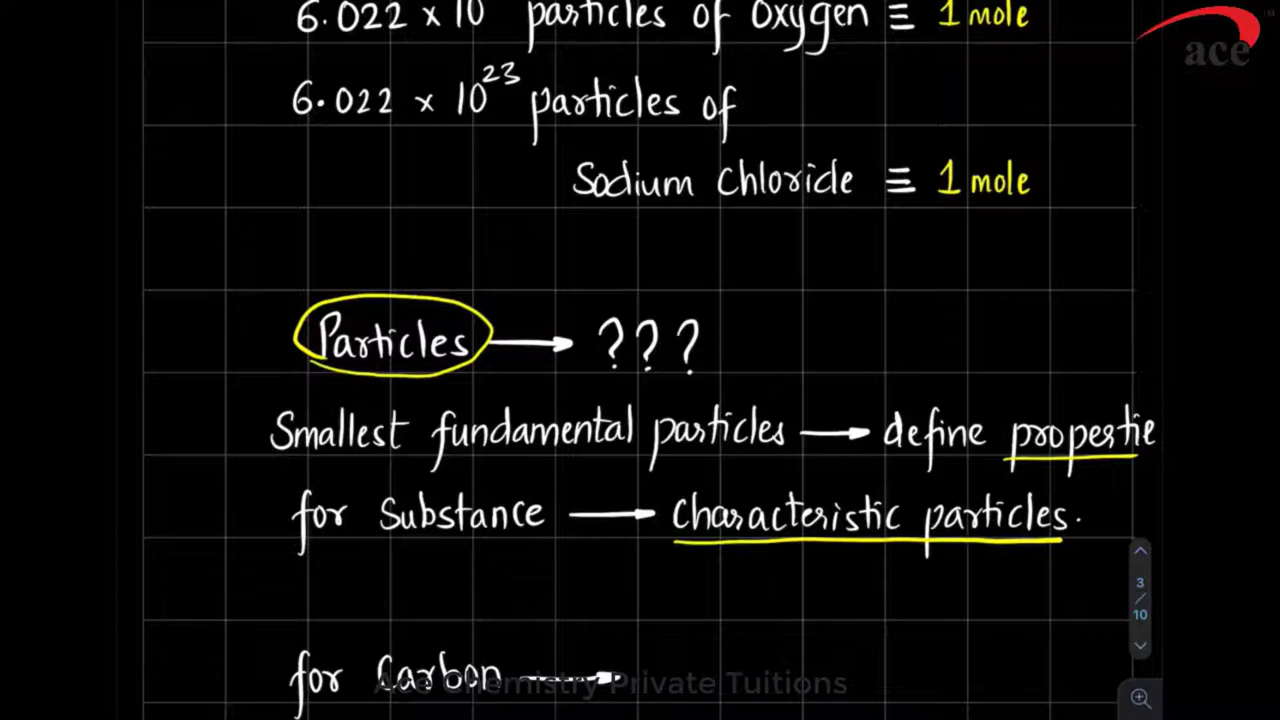 6.022 x 10 particles of Oxygen ≡ 1 mole
ace
6.022 x 10²³ particles of
Sodium Chloride ≡ 1 mole
Particles → ???
Smallest fundamental particles → define propertie
for Substance → Characteristic particles.
3
/
10
for Carbon →
Ace Chemistry Private Tuitions